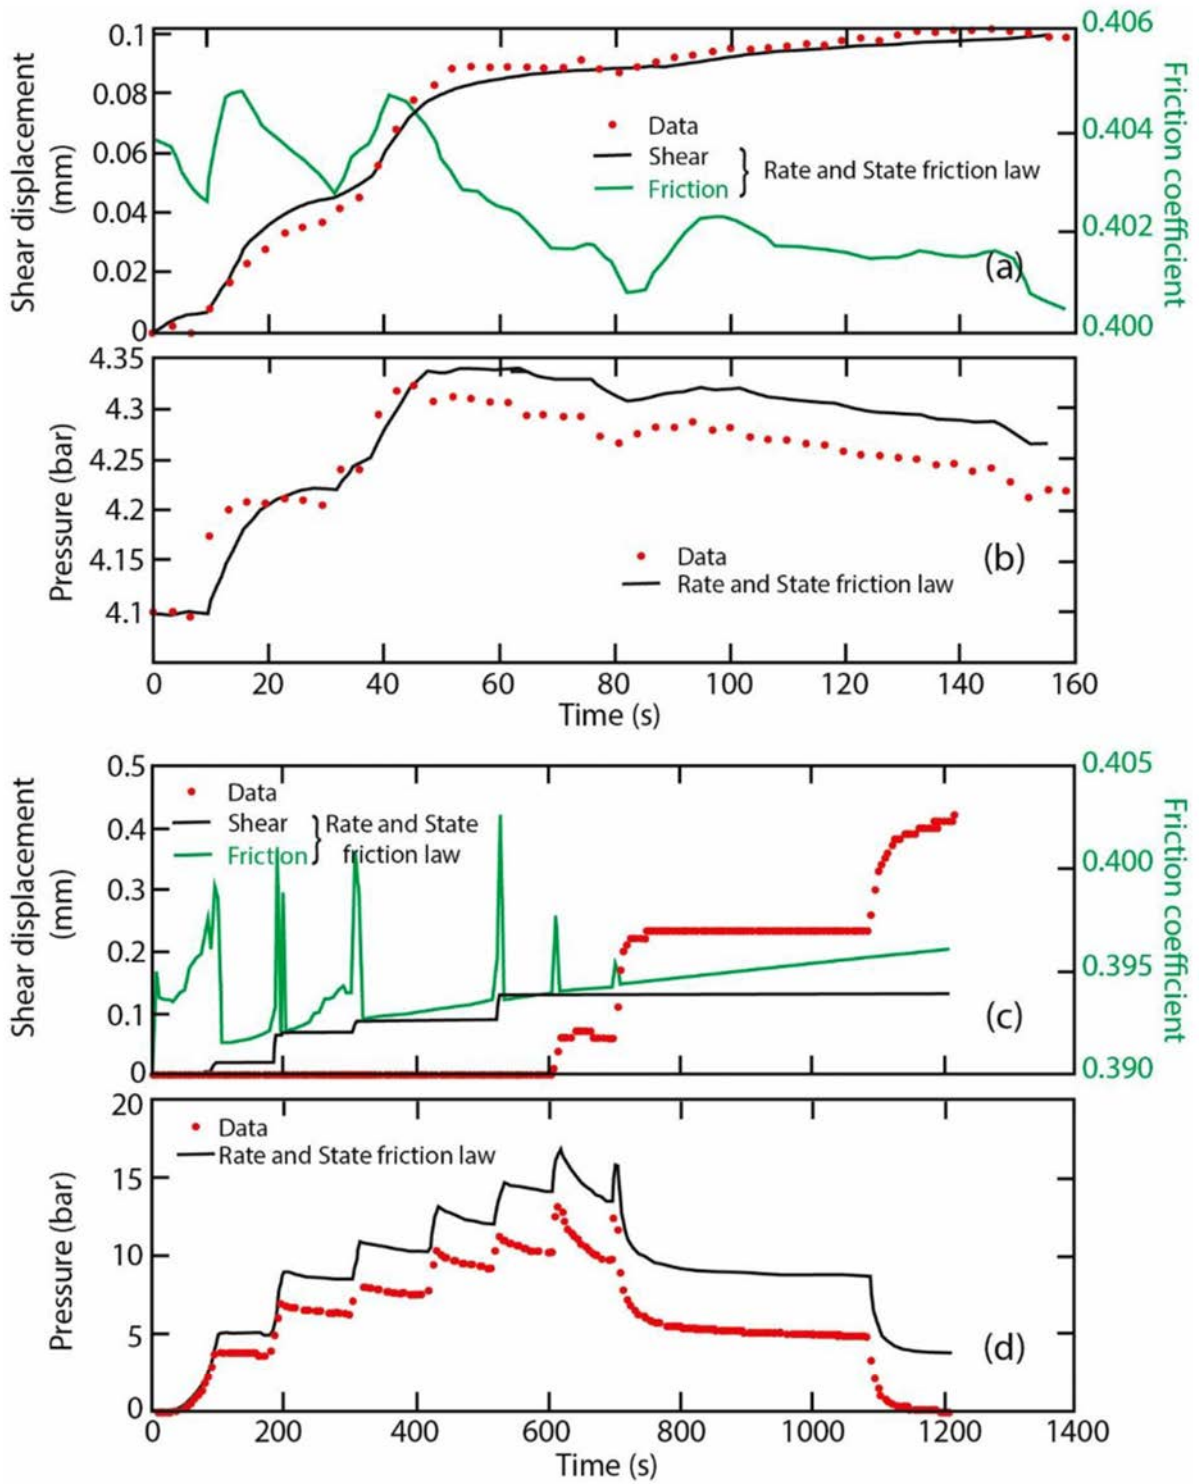 0.1
0.08
0.06
0.04
0.02
0
Shear displacement
(mm)
0.406
0.404
0.402
0.400
Friction coefficient
Data
Shear
Friction
} Rate and State friction law
(a)
4.35
4.3
4.25
4.2
4.15
4.1
Pressure (bar)
Data
Rate and State friction law
(b)
0 20 40 60 80 100 120 140 160
Time (s)
0.5
0.4
0.3
0.2
0.1
0
Shear displacement
(mm)
0.405
0.400
0.395
0.390
Friction coefficient
Data
Shear } Rate and State
Friction friction law
(c)
20
15
10
5
0
Pressure (bar)
Data
Rate and State friction law
(d)
0 200 400 600 800 1000 1200 1400
Time (s)